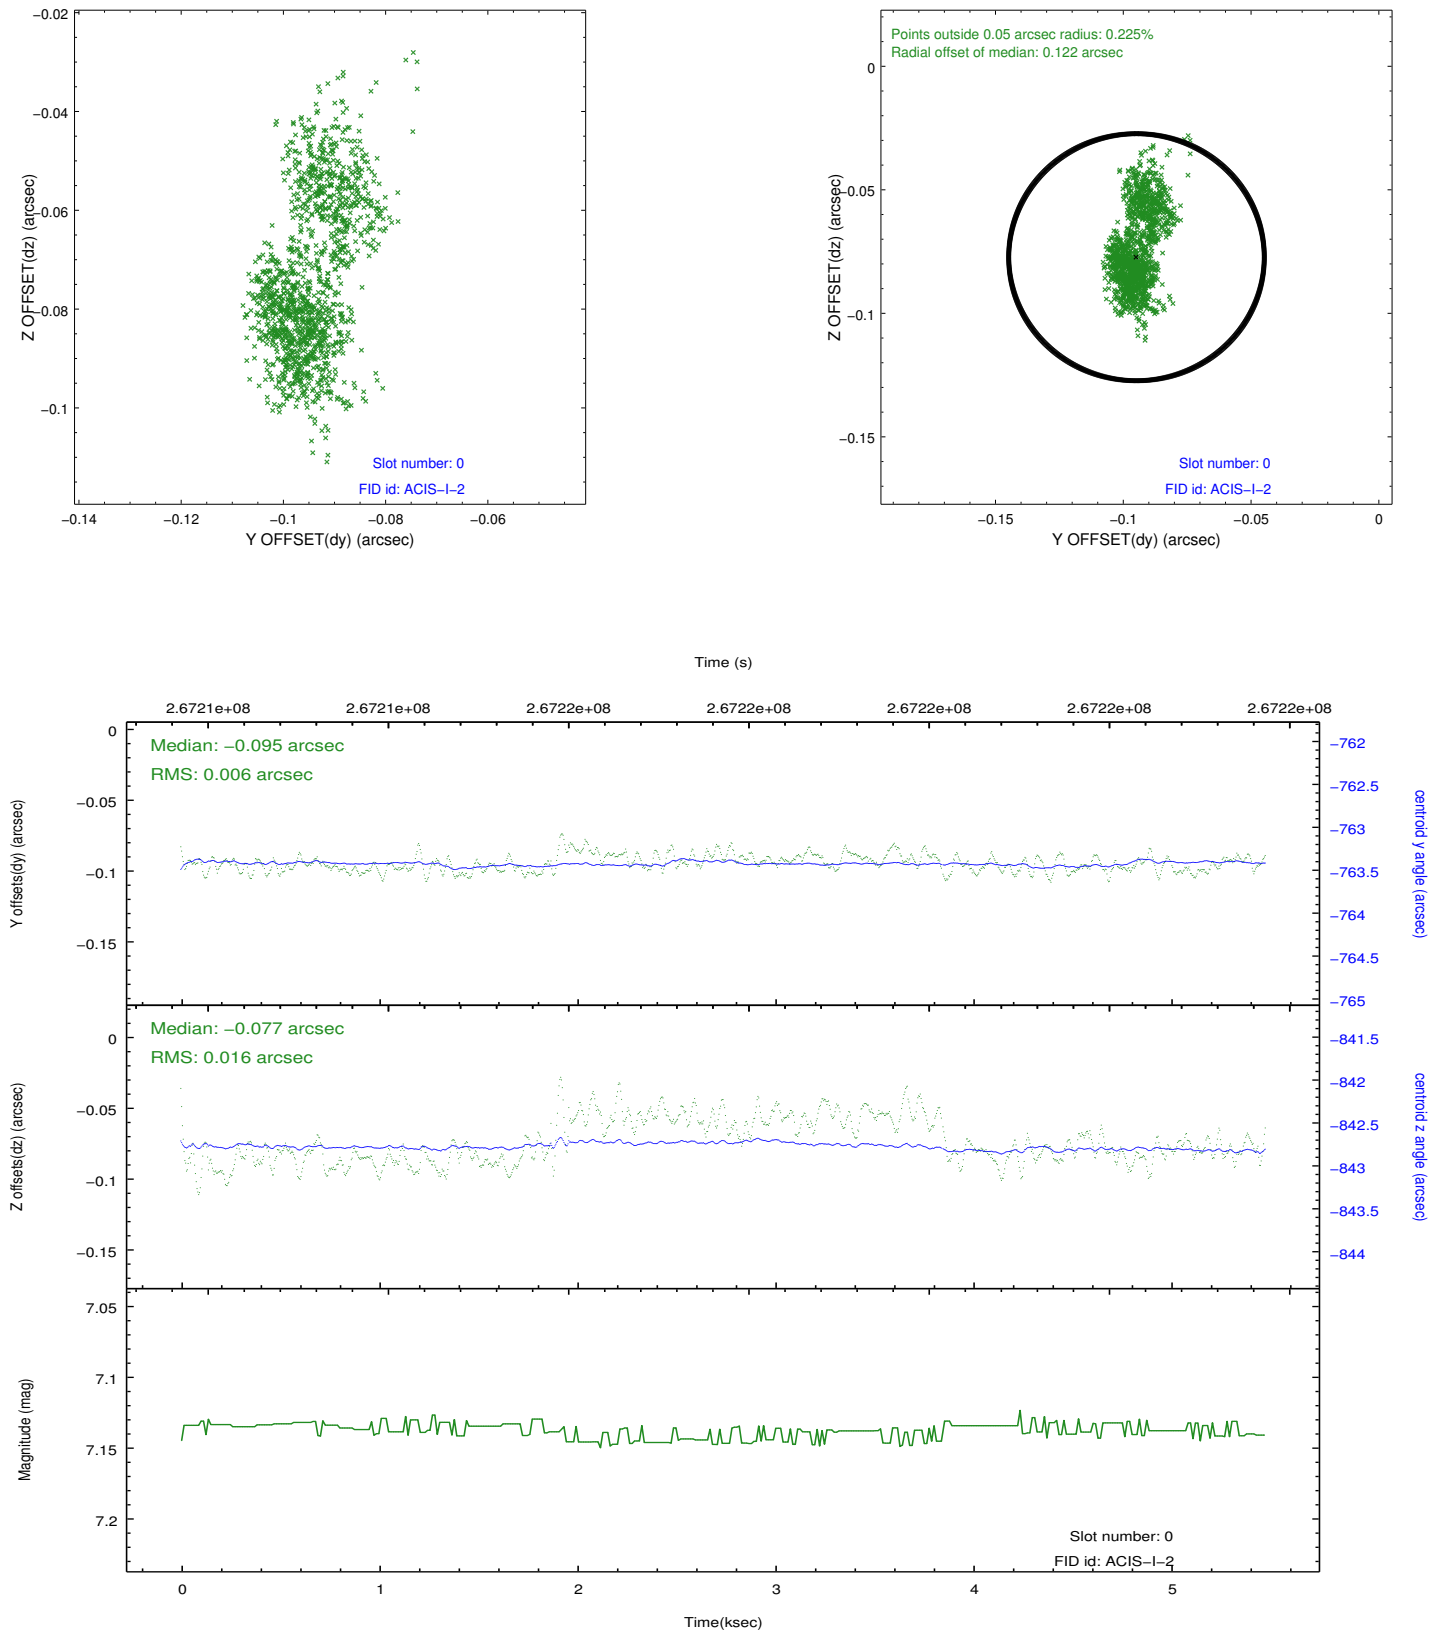 −0.02
−0.04
−0.06
−0.08
−0.1
Z OFFSET(dz) (arcsec)
Slot number: 0
FID id: ACIS−I−2
−0.14
−0.12
−0.1
−0.08
−0.06
Y OFFSET(dy) (arcsec)
Points outside 0.05 arcsec radius: 0.225%
Radial offset of median: 0.122 arcsec
0
−0.05
−0.1
−0.15
Z OFFSET(dz) (arcsec)
Slot number: 0
FID id: ACIS−I−2
−0.15
−0.1
−0.05
0
Y OFFSET(dy) (arcsec)
Time (s)
2.6721e+08
2.6721e+08
2.6722e+08
2.6722e+08
2.6722e+08
2.6722e+08
2.6722e+08
Median: −0.095 arcsec
RMS: 0.006 arcsec
0
−0.05
−0.1
−0.15
Y offsets(dy) (arcsec)
−762
−762.5
−763
−763.5
−764
−764.5
−765
centroid y angle (arcsec)
Median: −0.077 arcsec
RMS: 0.016 arcsec
0
−0.05
−0.1
−0.15
Z offsets(dz) (arcsec)
−841.5
−842
−842.5
−843
−843.5
−844
centroid z angle (arcsec)
7.05
7.1
7.15
7.2
Magnitude (mag)
Slot number: 0
FID id: ACIS−I−2
0
1
2
3
4
5
Time(ksec)